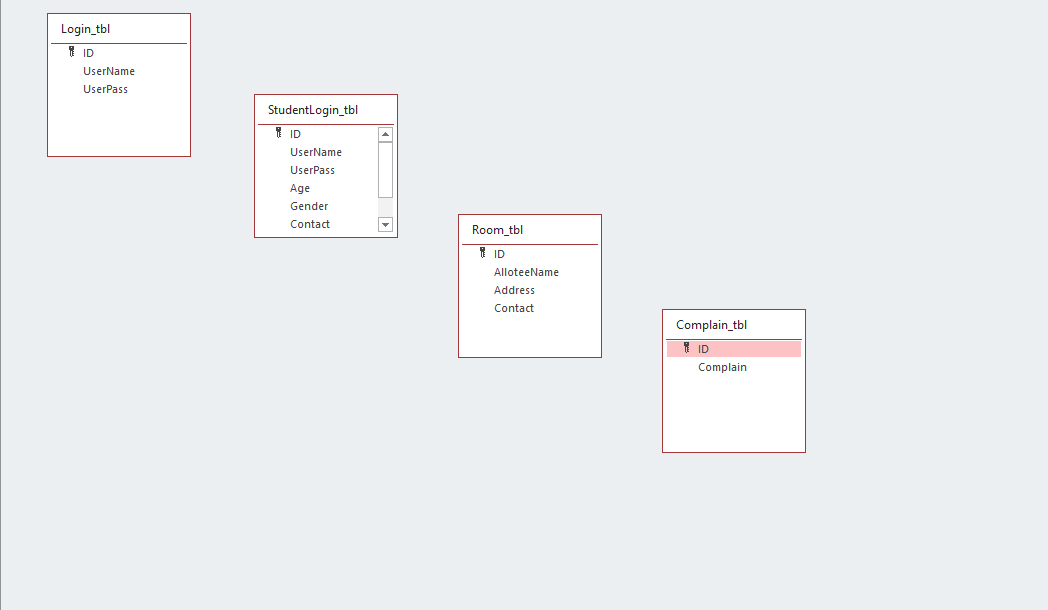 Login_tbl
ID
UserName
UserPass
StudentLogin_tbl
ID
UserName
UserPass
Age
Gender
Contact
Room_tbl
ID
AlloteeName
Address
Contact
Complain_tbl
ID
Complain